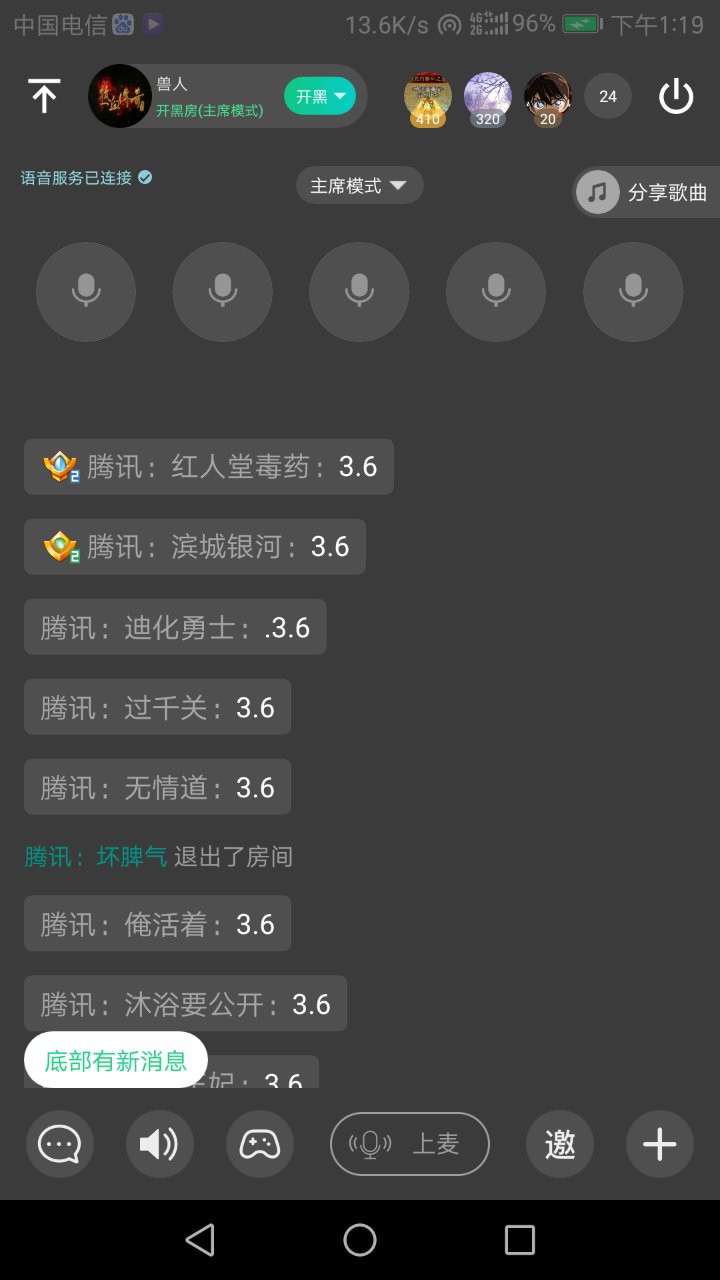 中国电信 13.6K/s 4G 2G 96% 下午1:19
兽人
开黑房(主席模式)
开黑
410 320 20 24
语音服务已连接
主席模式
分享歌曲
腾讯：红人堂毒药：3.6
腾讯：滨城银河：3.6
腾讯：迪化勇士：.3.6
腾讯：过千关：3.6
腾讯：无情道：3.6
腾讯：坏脾气 退出了房间
腾讯：俺活着：3.6
腾讯：沐浴要公开：3.6
底部有新消息
妃：3.6
上麦
邀